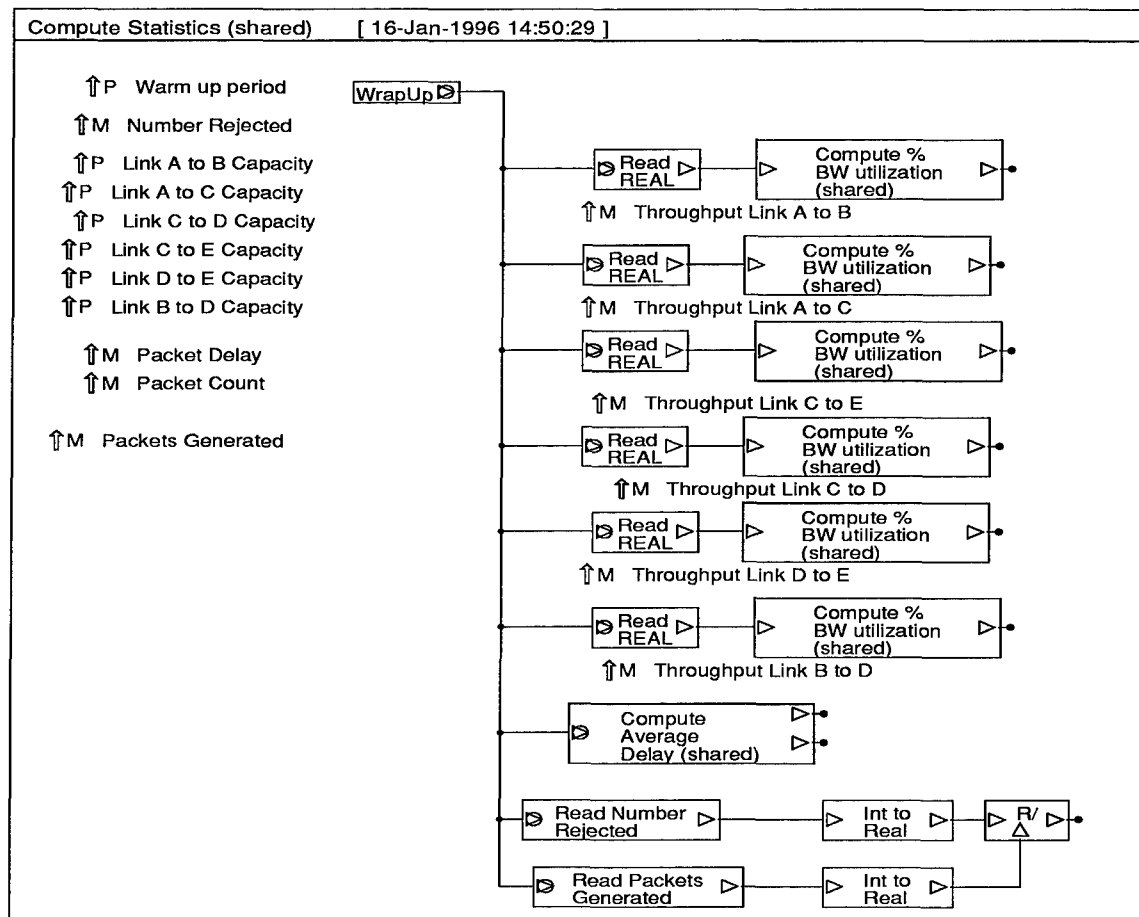 Compute Statistics (shared) [ 16-Jan-1996 14:50:29 ]
⇑P Warm up period
⇑M Number Rejected
⇑P Link A to B Capacity
⇑P Link A to C Capacity
⇑P Link C to D Capacity
⇑P Link C to E Capacity
⇑P Link D to E Capacity
⇑P Link B to D Capacity
⇑M Packet Delay
⇑M Packet Count
⇑M Packets Generated
WrapUp
Read
REAL
Compute %
BW utilization
(shared)
⇑M Throughput Link A to B
Read
REAL
Compute %
BW utilization
(shared)
⇑M Throughput Link A to C
Read
REAL
Compute %
BW utilization
(shared)
⇑M Throughput Link C to E
Read
REAL
Compute %
BW utilization
(shared)
⇑M Throughput Link C to D
Read
REAL
Compute %
BW utilization
(shared)
⇑M Throughput Link D to E
Read
REAL
Compute %
BW utilization
(shared)
⇑M Throughput Link B to D
Compute
Average
Delay (shared)
Read Number
Rejected
Int to
Real
R/
Read Packets
Generated
Int to
Real